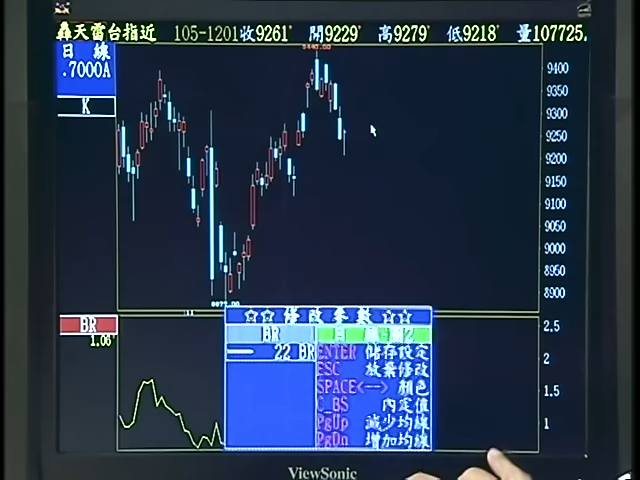 ViewSonic
轟天雷台指近 105-1201收9261 開9229 高9279 低9218 量107725.
日 線
.7000A
K
9440.00
9400
9350
9300
9250
9200
9150
9100
9050
9000
8950
8900
BR
1.06
2.5
2
1.5
1
☆☆ 修改參數 ☆☆
BR
22 BR
ENTER 儲存設定
ESC 放棄修改
SPACE<--> 顏色
C_BS 內定值
PgUp 減少均線
PgDn 增加均線
ViewSonic